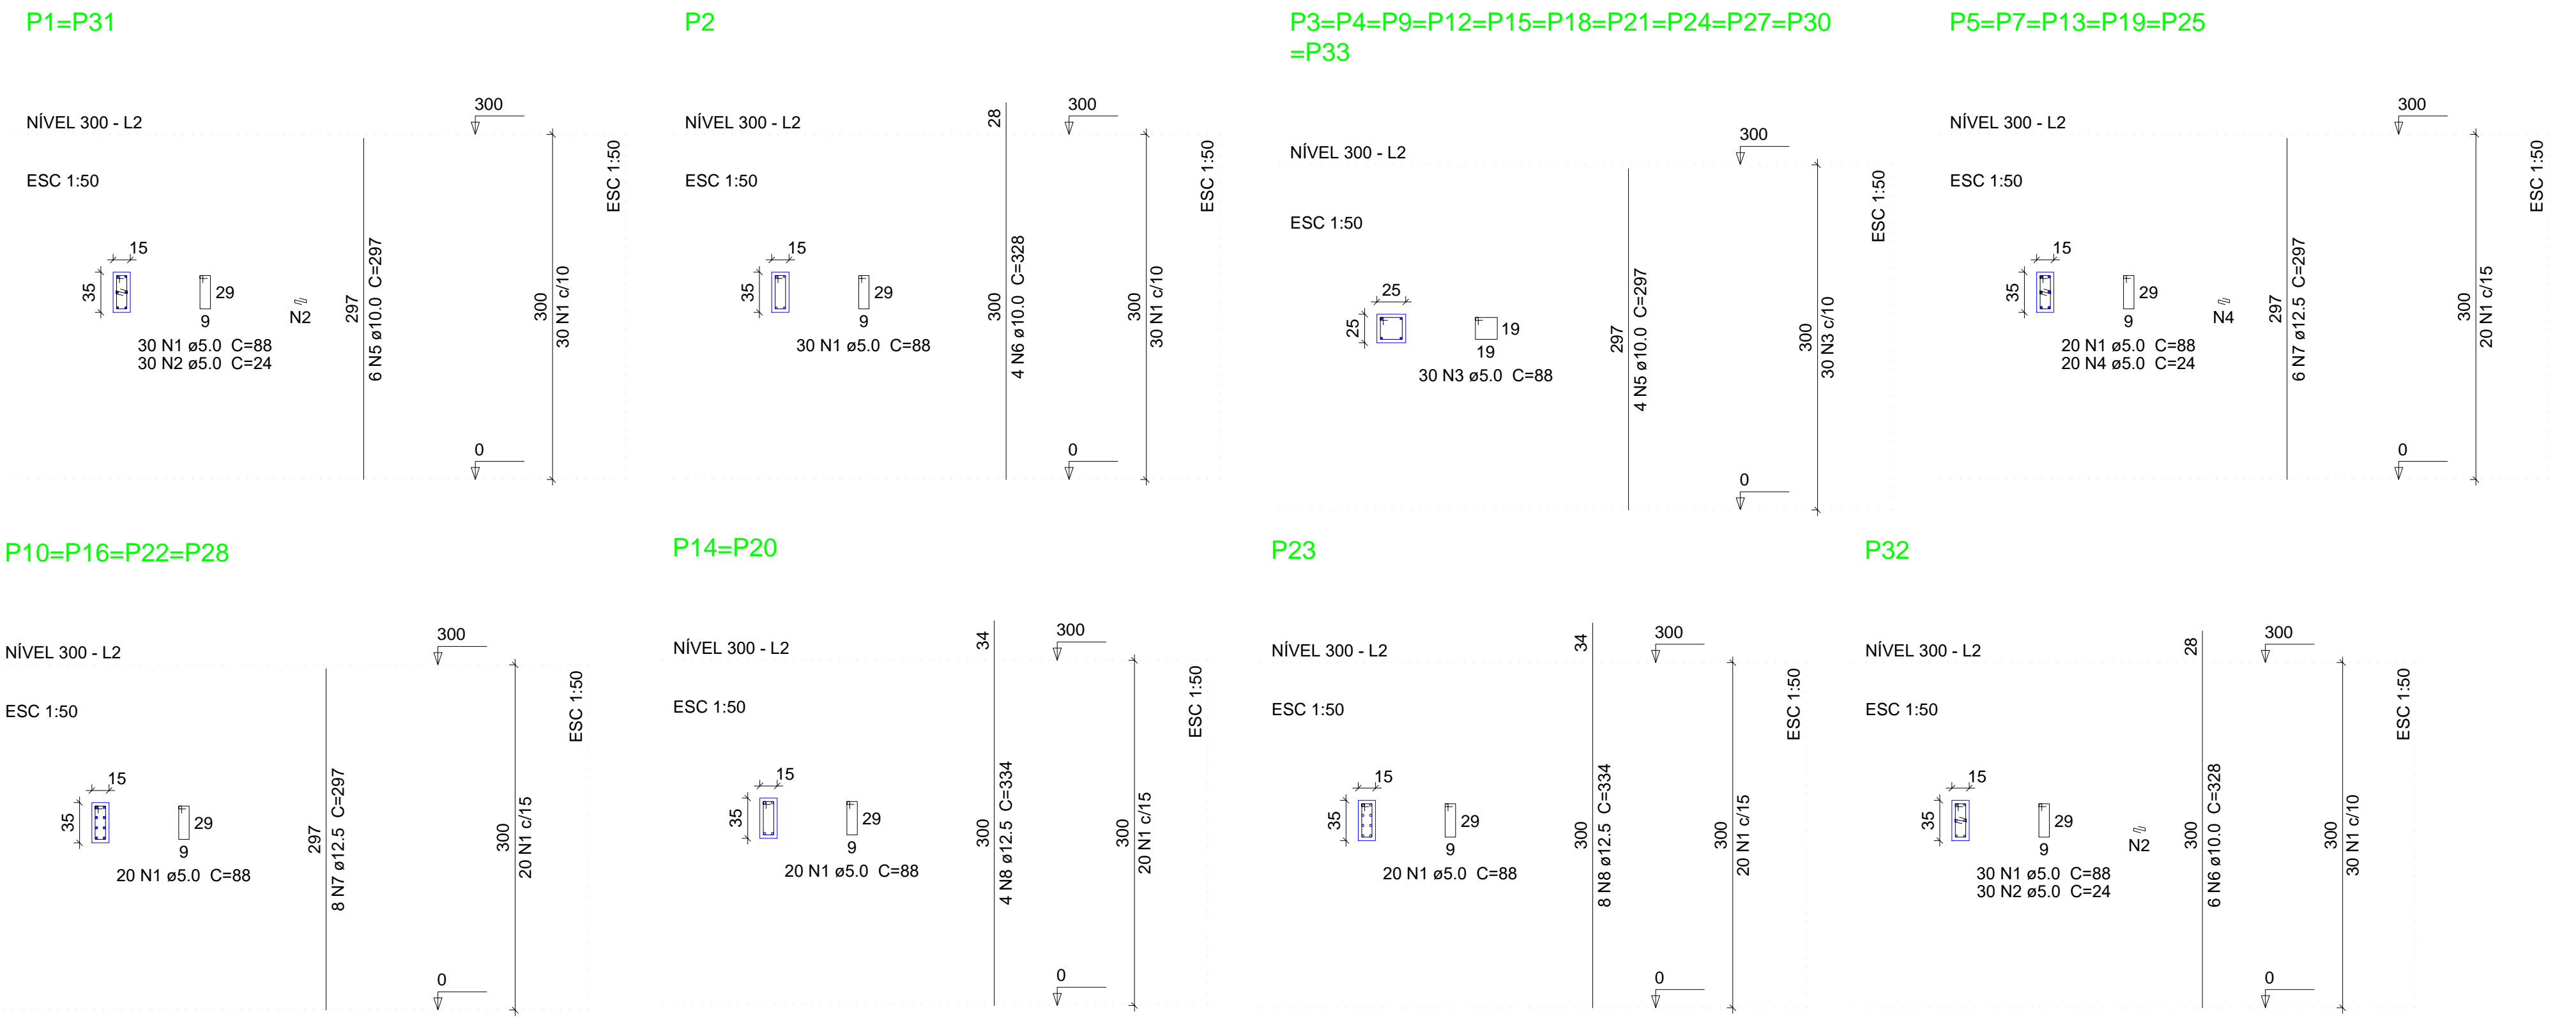 P1=P31
NÍVEL 300 - L2
ESC 1:50
15
35
29
9
N2
30 N1 ø5.0 C=88
30 N2 ø5.0 C=24
297
6 N5 ø10.0 C=297
300
0
300
30 N1 c/10
ESC 1:50
P2
NÍVEL 300 - L2
ESC 1:50
15
35
29
9
30 N1 ø5.0 C=88
28
300
4 N6 ø10.0 C=328
300
0
300
30 N1 c/10
ESC 1:50
P3=P4=P9=P12=P15=P18=P21=P24=P27=P30
=P33
NÍVEL 300 - L2
ESC 1:50
25
25
19
19
30 N3 ø5.0 C=88
297
4 N5 ø10.0 C=297
300
0
300
30 N3 c/10
ESC 1:50
P5=P7=P13=P19=P25
NÍVEL 300 - L2
ESC 1:50
15
35
29
9
N4
20 N1 ø5.0 C=88
20 N4 ø5.0 C=24
297
6 N7 ø12.5 C=297
300
0
300
20 N1 c/15
ESC 1:50
P10=P16=P22=P28
NÍVEL 300 - L2
ESC 1:50
15
35
29
9
20 N1 ø5.0 C=88
297
8 N7 ø12.5 C=297
300
0
300
20 N1 c/15
ESC 1:50
P14=P20
NÍVEL 300 - L2
ESC 1:50
15
35
29
9
20 N1 ø5.0 C=88
34
300
4 N8 ø12.5 C=334
300
0
300
20 N1 c/15
ESC 1:50
P23
NÍVEL 300 - L2
ESC 1:50
15
35
29
9
20 N1 ø5.0 C=88
34
300
8 N8 ø12.5 C=334
300
0
300
20 N1 c/15
ESC 1:50
P32
NÍVEL 300 - L2
ESC 1:50
15
35
29
9
N2
30 N1 ø5.0 C=88
30 N2 ø5.0 C=24
28
300
6 N6 ø10.0 C=328
300
0
300
30 N1 c/10
ESC 1:50